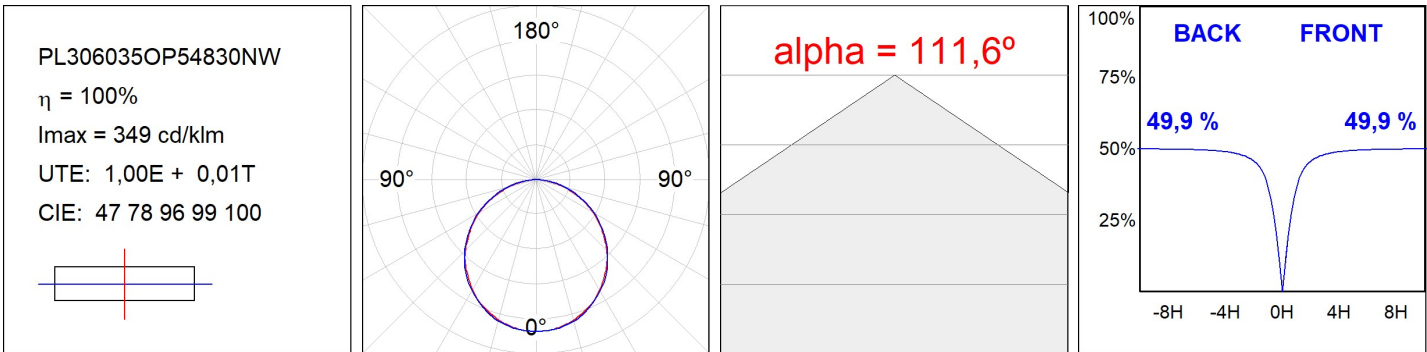 PL306035OP54830NW
η = 100%
Imax = 349 cd/klm
UTE: 1,00E + 0,01T
CIE: 47 78 96 99 100
180°
90° 90°
0°
alpha = 111,6º
100%
BACK FRONT
75%
49,9 % 49,9 %
50%
25%
-8H -4H 0H 4H 8H